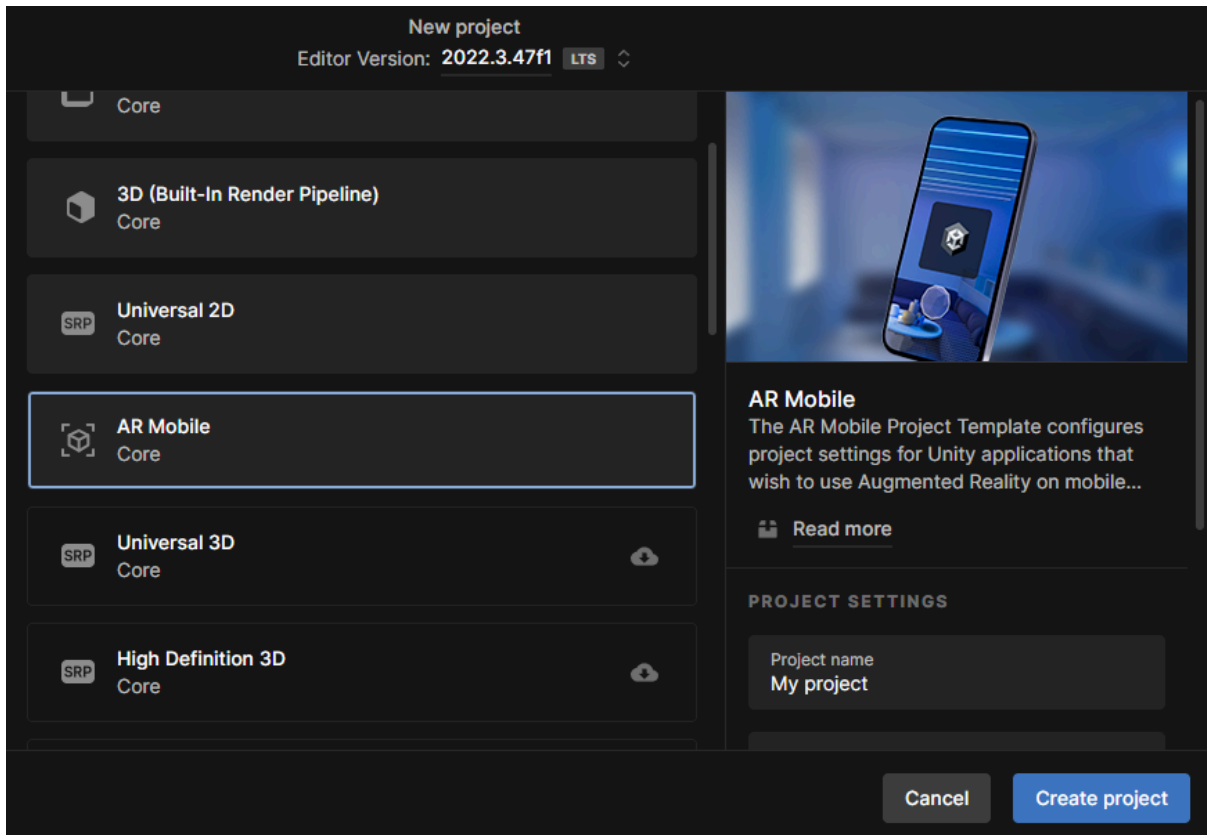 New project
Editor Version: 2022.3.47f1 LTS
Core
3D (Built-In Render Pipeline)
Core
SRP
Universal 2D
Core
AR Mobile
Core
SRP
Universal 3D
Core
SRP
High Definition 3D
Core
AR Mobile
The AR Mobile Project Template configures
project settings for Unity applications that
wish to use Augmented Reality on mobile...
Read more
PROJECT SETTINGS
Project name
My project
Cancel
Create project